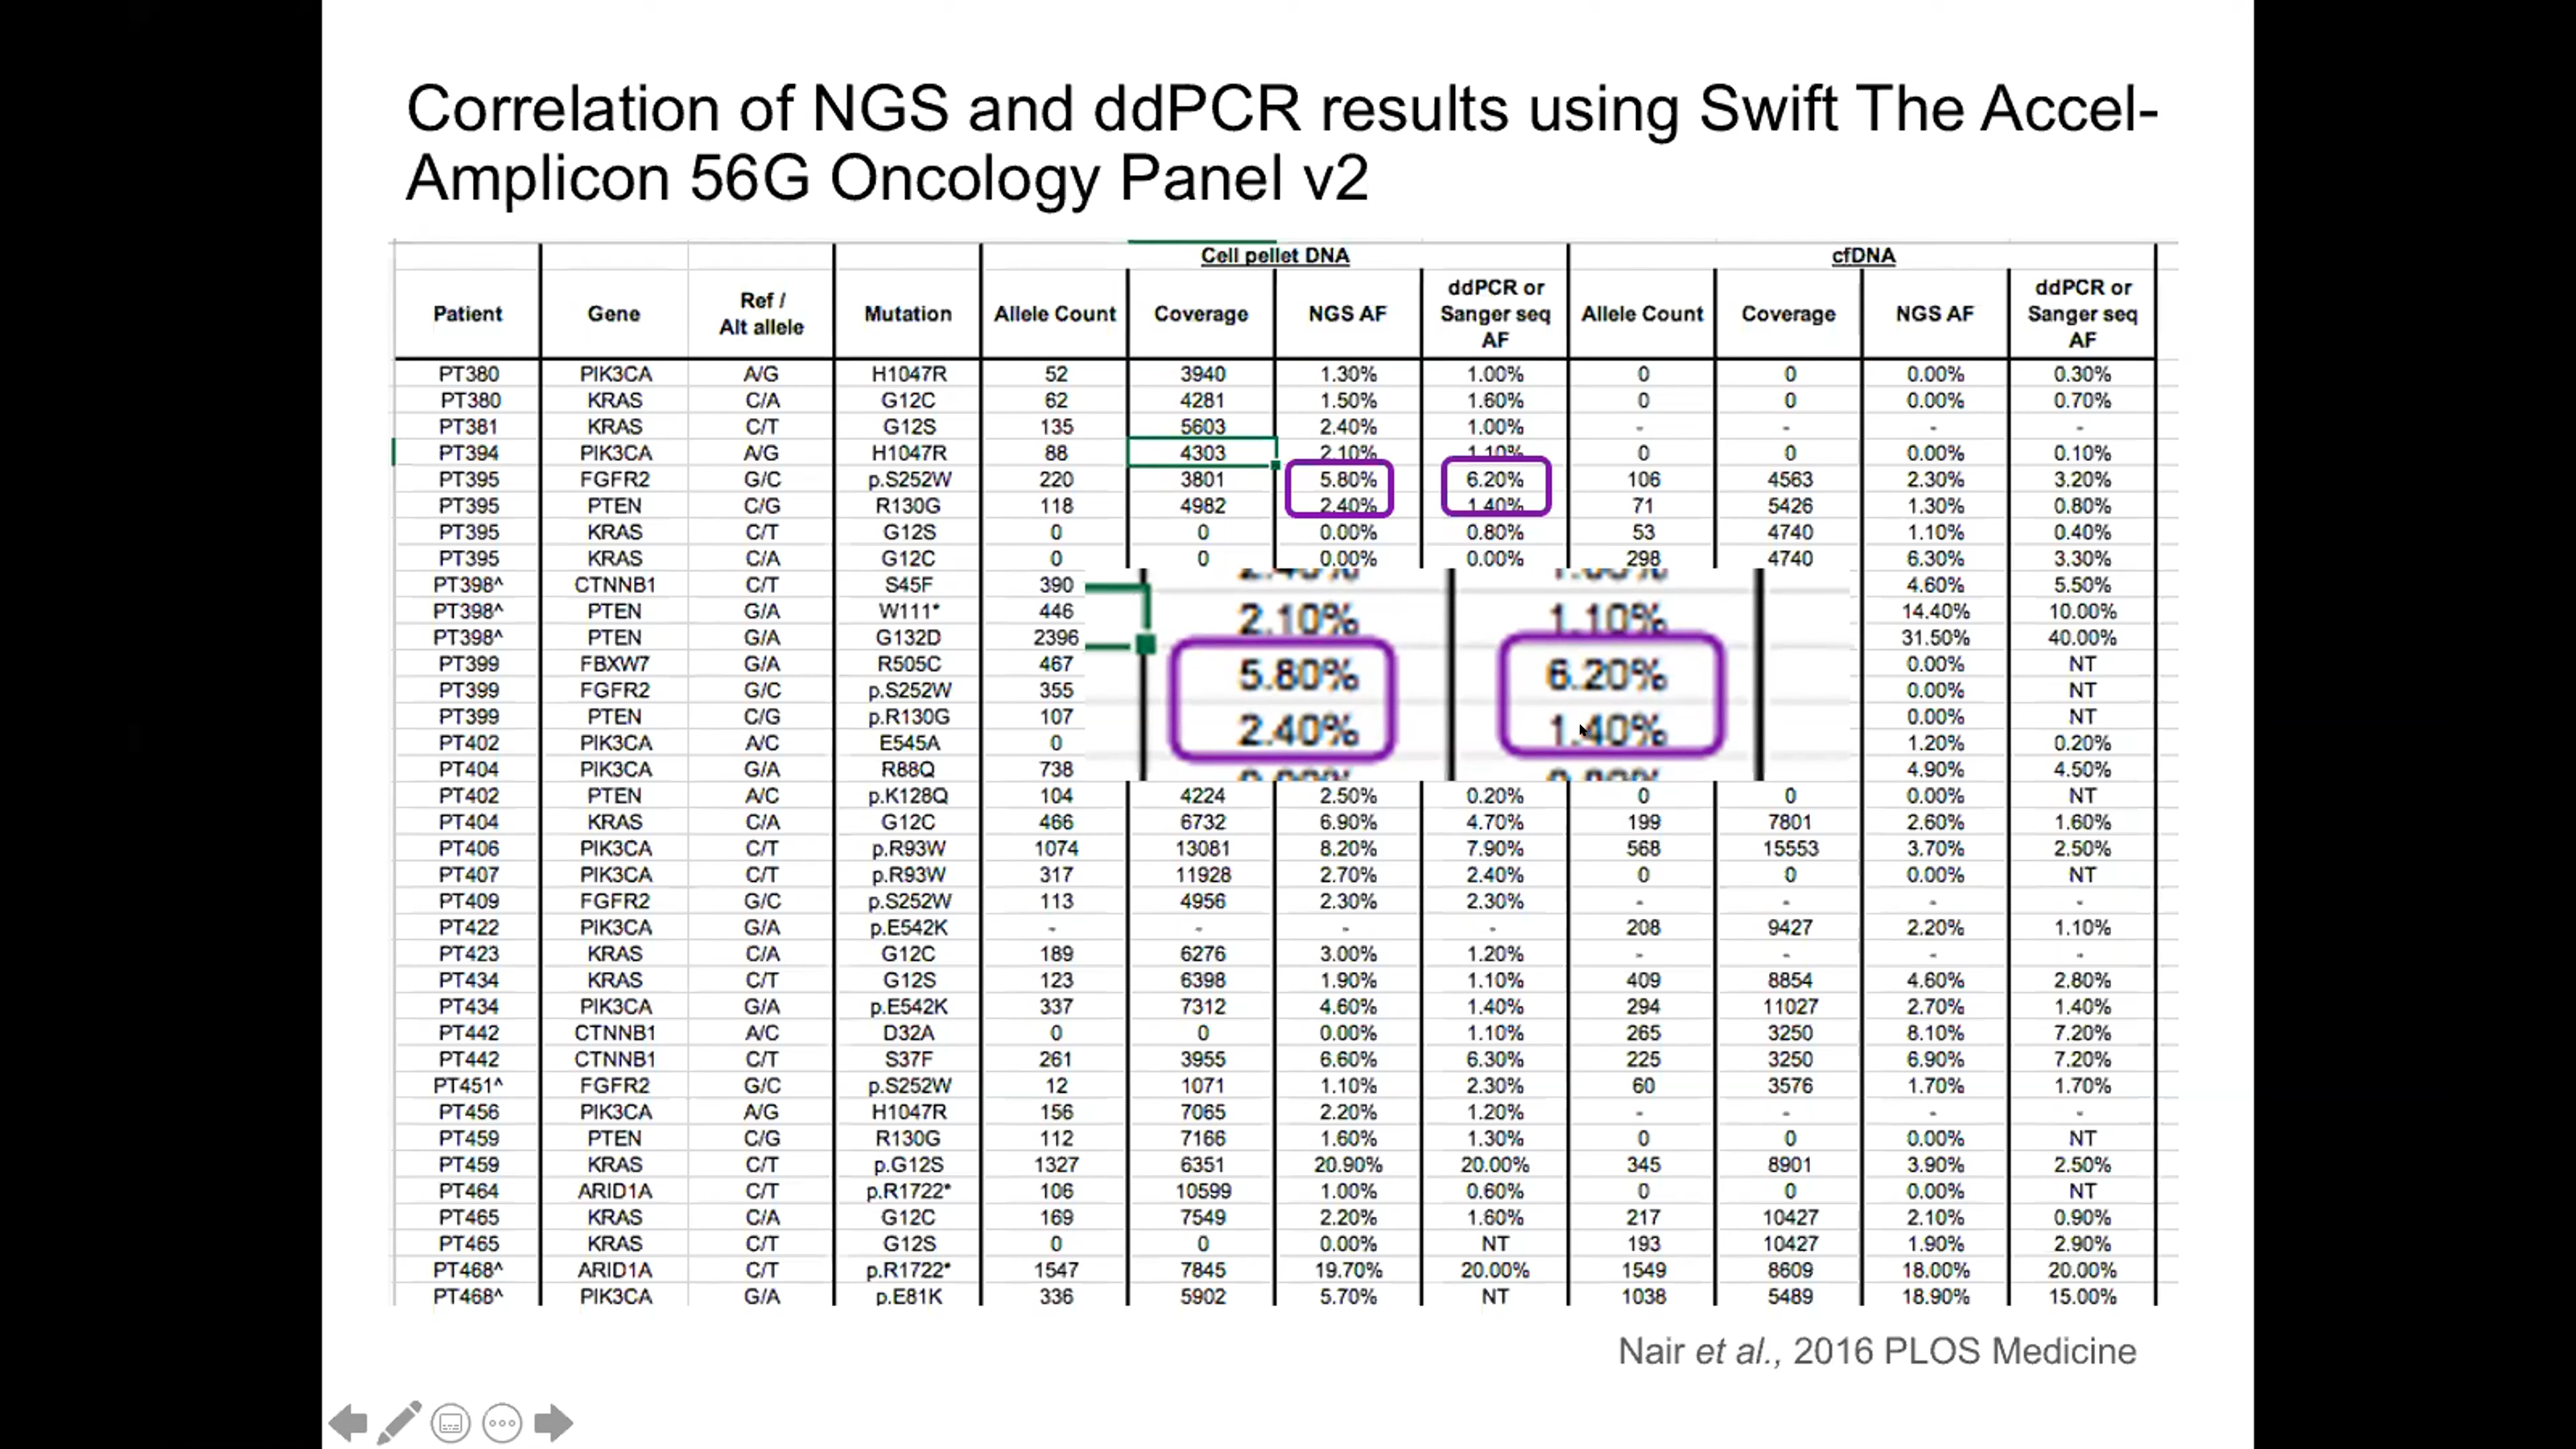 Correlation of NGS and ddPCR results using Swift The Accel-
Amplicon 56G Oncology Panel v2
Cell pellet DNA cfDNA
Patient Gene Ref / Alt allele Mutation Allele Count Coverage NGS AF ddPCR or Sanger seq AF Allele Count Coverage NGS AF ddPCR or Sanger seq AF
PT380 PIK3CA A/G H1047R 52 3940 1.30% 1.00% 0 0 0.00% 0.30%
PT380 KRAS C/A G12C 62 4281 1.50% 1.60% 0 0 0.00% 0.70%
PT381 KRAS C/T G12S 135 5603 2.40% 1.00% - - - -
PT394 PIK3CA A/G H1047R 88 4303 2.10% 1.10% 0 0 0.00% 0.10%
PT395 FGFR2 G/C p.S252W 220 3801 5.80% 6.20% 106 4563 2.30% 3.20%
PT395 PTEN C/G R130G 118 4982 2.40% 1.40% 71 5426 1.30% 0.80%
PT395 KRAS C/T G12S 0 0 0.00% 0.80% 53 4740 1.10% 0.40%
PT395 KRAS C/A G12C 0 0 0.00% 0.00% 298 4740 6.30% 3.30%
PT398^ CTNNB1 C/T S45F 390 4.60% 5.50%
PT398^ PTEN G/A W111* 446 14.40% 10.00%
PT398^ PTEN G/A G132D 2396 31.50% 40.00%
PT399 FBXW7 G/A R505C 467 0.00% NT
PT399 FGFR2 G/C p.S252W 355 0.00% NT
PT399 PTEN C/G p.R130G 107 0.00% NT
PT402 PIK3CA A/C E545A 0 1.20% 0.20%
PT404 PIK3CA G/A R88Q 738 4.90% 4.50%
2.10% 1.10%
5.80% 6.20%
2.40% 1.40%
PT402 PTEN A/C p.K128Q 104 4224 2.50% 0.20% 0 0 0.00% NT
PT404 KRAS C/A G12C 466 6732 6.90% 4.70% 199 7801 2.60% 1.60%
PT406 PIK3CA C/T p.R93W 1074 13081 8.20% 7.90% 568 15553 3.70% 2.50%
PT407 PIK3CA C/T p.R93W 317 11928 2.70% 2.40% 0 0 0.00% NT
PT409 FGFR2 G/C p.S252W 113 4956 2.30% 2.30% - - - -
PT422 PIK3CA G/A p.E542K - - - - 208 9427 2.20% 1.10%
PT423 KRAS C/A G12C 189 6276 3.00% 1.20% - - - -
PT434 KRAS C/T G12S 123 6398 1.90% 1.10% 409 8854 4.60% 2.80%
PT434 PIK3CA G/A p.E542K 337 7312 4.60% 1.40% 294 11027 2.70% 1.40%
PT442 CTNNB1 A/C D32A 0 0 0.00% 1.10% 265 3250 8.10% 7.20%
PT442 CTNNB1 C/T S37F 261 3955 6.60% 6.30% 225 3250 6.90% 7.20%
PT451^ FGFR2 G/C p.S252W 12 1071 1.10% 2.30% 60 3576 1.70% 1.70%
PT456 PIK3CA A/G H1047R 156 7065 2.20% 1.20% - - - -
PT459 PTEN C/G R130G 112 7166 1.60% 1.30% 0 0 0.00% NT
PT459 KRAS C/T p.G12S 1327 6351 20.90% 20.00% 345 8901 3.90% 2.50%
PT464 ARID1A C/T p.R1722* 106 10599 1.00% 0.60% 0 0 0.00% NT
PT465 KRAS C/A G12C 169 7549 2.20% 1.60% 217 10427 2.10% 0.90%
PT465 KRAS C/T G12S 0 0 0.00% NT 193 10427 1.90% 2.90%
PT468^ ARID1A C/T p.R1722* 1547 7845 19.70% 20.00% 1549 8609 18.00% 20.00%
PT468^ PIK3CA G/A p.E81K 336 5902 5.70% NT 1038 5489 18.90% 15.00%
Nair et al., 2016 PLOS Medicine